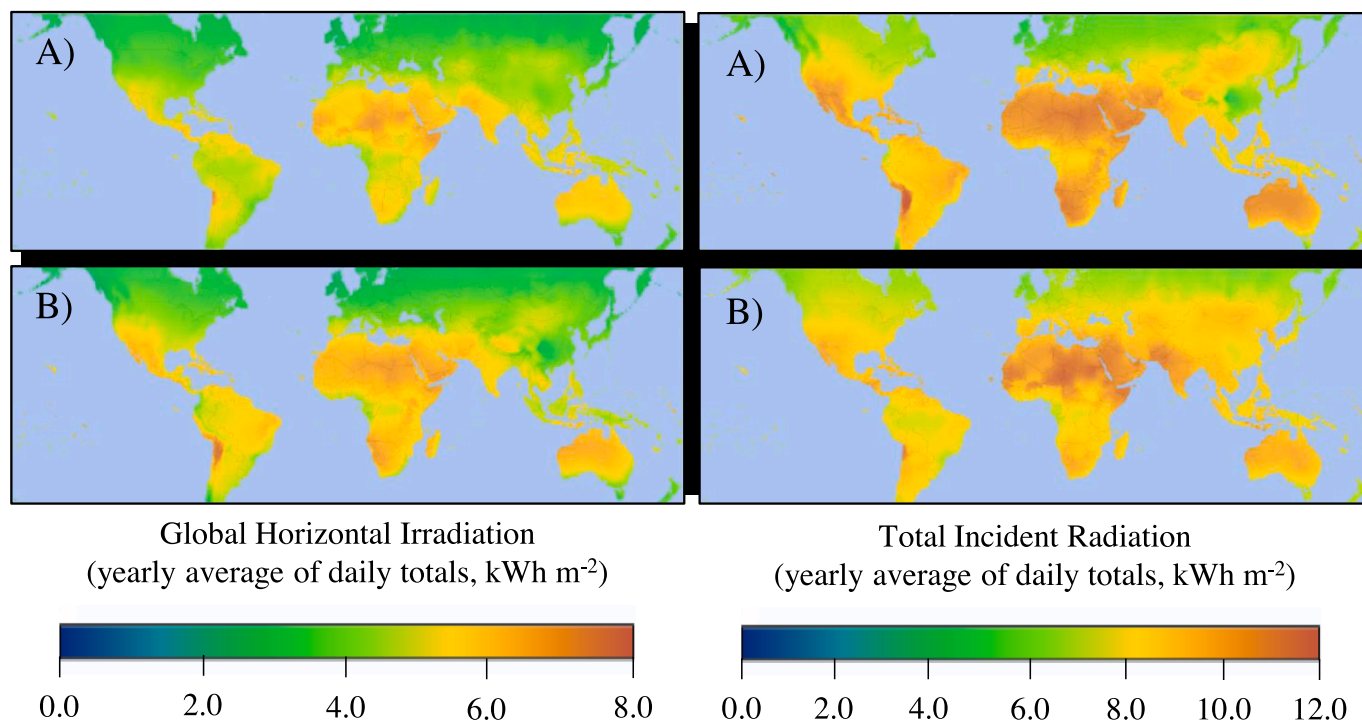 A)
A)
B)
B)
Global Horizontal Irradiation
(yearly average of daily totals, kWh m-2)
Total Incident Radiation
(yearly average of daily totals, kWh m-2)
0.0 2.0 4.0 6.0 8.0
0.0 2.0 4.0 6.0 8.0 10.0 12.0